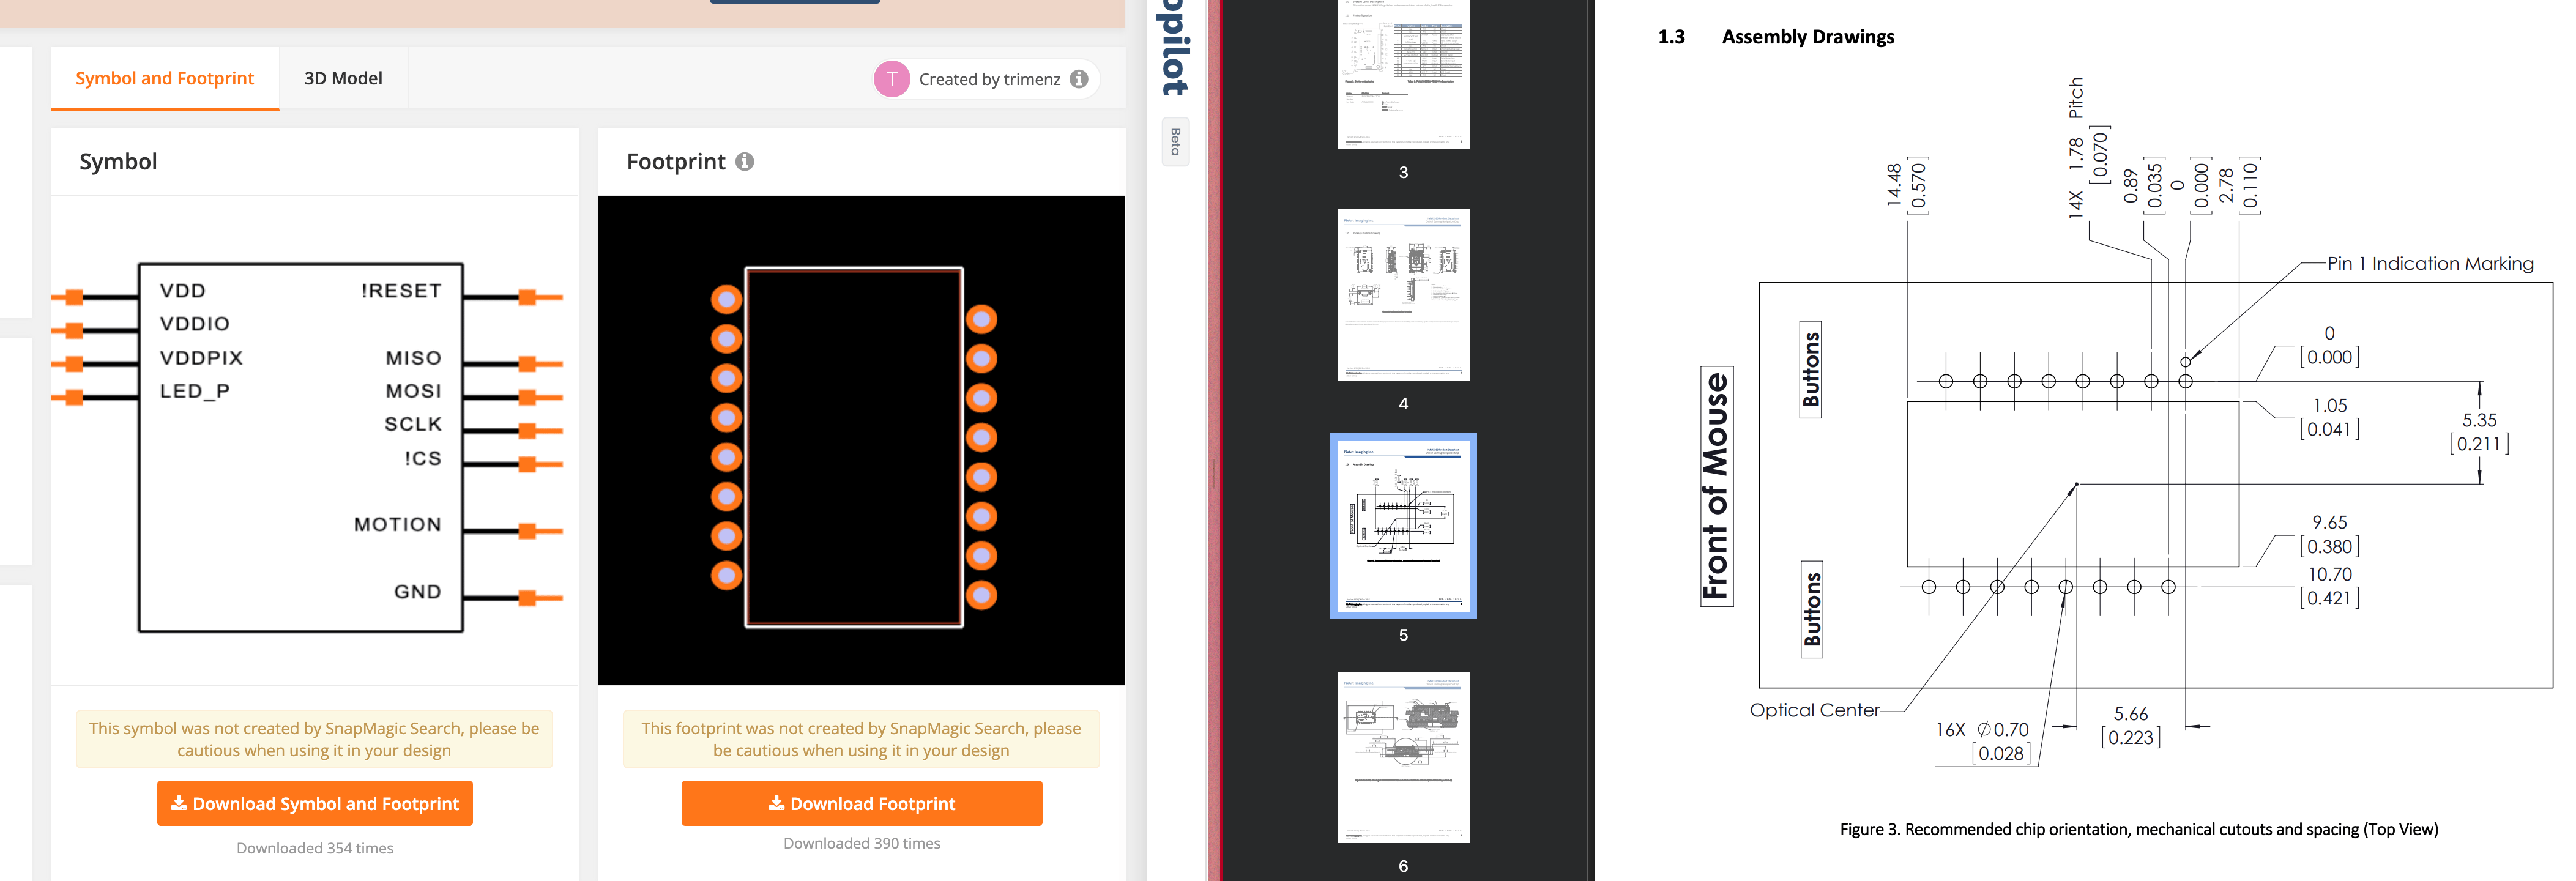 Symbol and Footprint
3D Model
T
Created by trimenz
Symbol
VDD
VDDIO
VDDPIX
LED_P
!RESET
MISO
MOSI
SCLK
!CS
MOTION
GND
This symbol was not created by SnapMagic Search, please be
cautious when using it in your design
Download Symbol and Footprint
Downloaded 354 times
Footprint
This footprint was not created by SnapMagic Search, please
be cautious when using it in your design
Download Footprint
Downloaded 390 times
opilot
Beta
3
4
5
6
1.3 Assembly Drawings
14.48
[0.570]
14X 1.78 Pitch
[0.070]
0.89
[0.035]
0
[0.000]
2.78
[0.110]
Pin 1 Indication Marking
Front of Mouse
Buttons
Buttons
0
[0.000]
1.05
[0.041]
5.35
[0.211]
9.65
[0.380]
10.70
[0.421]
Optical Center
16X Ø0.70
[0.028]
5.66
[0.223]
Figure 3. Recommended chip orientation, mechanical cutouts and spacing (Top View)